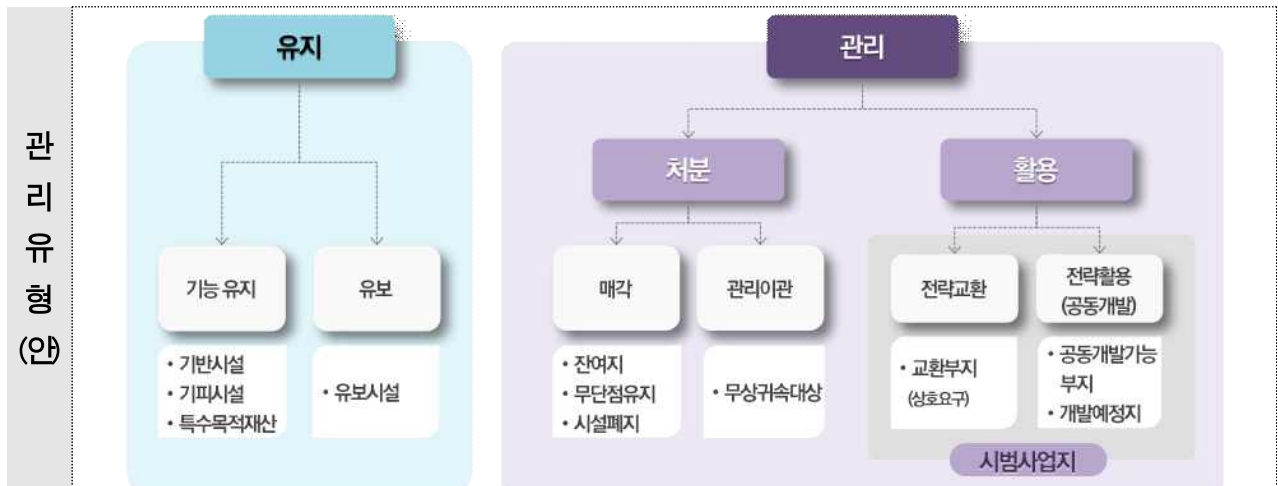 관
리
유
형
(안)
유지
관리
처분
활용
기능 유지
유보
매각
관리이관
전략교환
전략활용
(공동개발)
• 기반시설
• 기피시설
• 특수목적재산
• 유보시설
• 잔여지
• 무단점유지
• 시설폐지
• 무상귀속대상
• 교환부지
(상호요구)
• 공동개발가능
부지
• 개발예정지
시범사업지